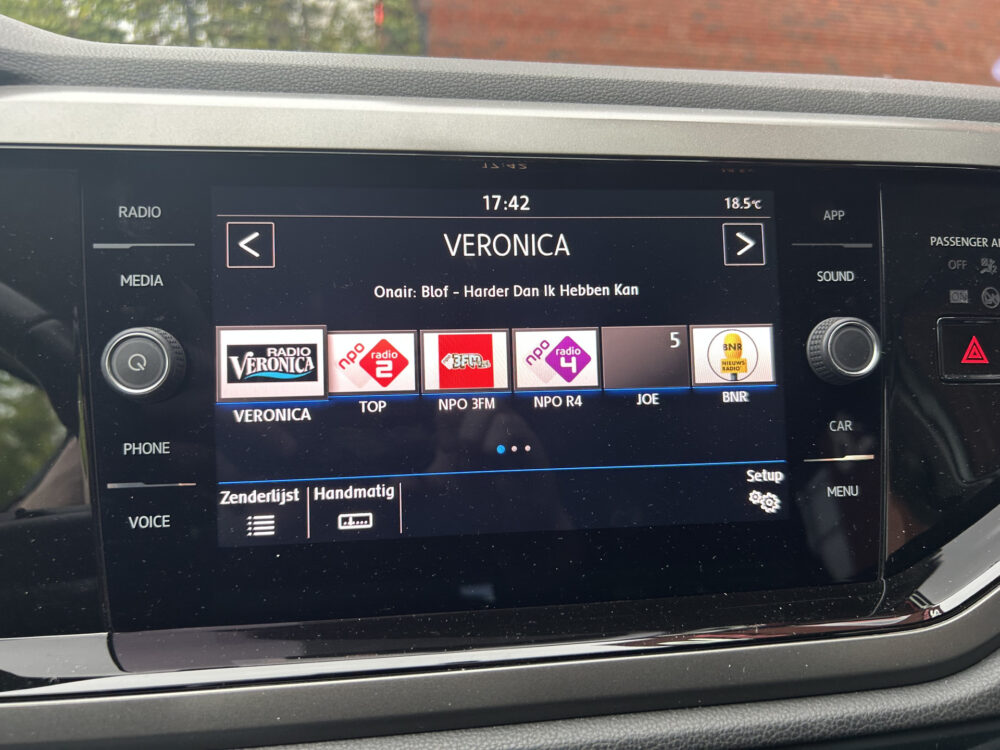 17:42
18.5°C
VERONICA
Onair: Blof - Harder Dan Ik Hebben Kan
RADIO
VERONICA
npo radio 2
3FM
npo radio 4
5
BNR
NIEUWS
RADIO
VERONICA
TOP
NPO 3FM
NPO R4
JOE
BNR
Zenderlijst
Handmatig
Setup
RADIO
MEDIA
PHONE
VOICE
APP
SOUND
CAR
MENU
PASSENGER
OFF
ON